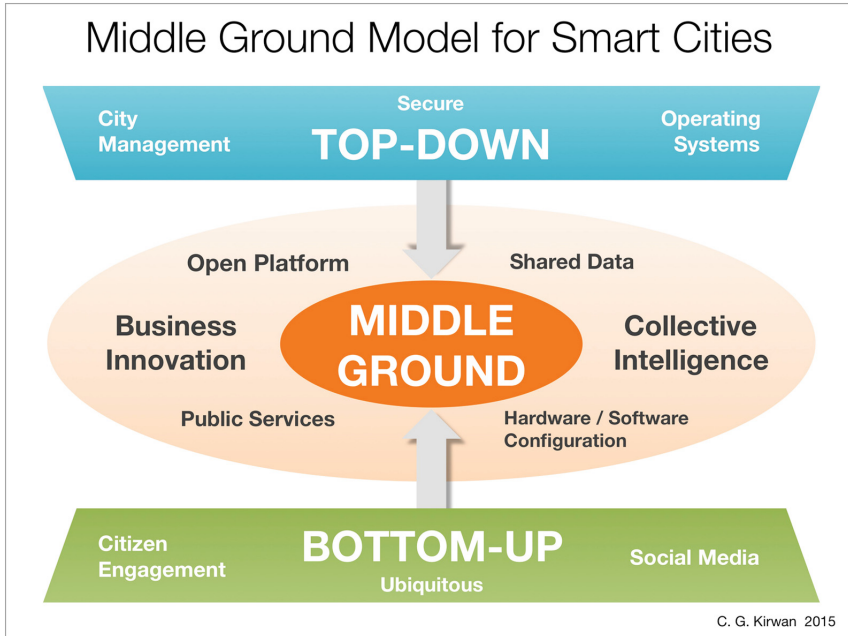 Middle Ground Model for Smart Cities
Secure
City
Management
TOP-DOWN
Operating
Systems
Open Platform
Shared Data
Business
Innovation
MIDDLE
GROUND
Collective
Intelligence
Public Services
Hardware / Software
Configuration
Citizen
Engagement
BOTTOM-UP
Ubiquitous
Social Media
C. G. Kirwan 2015